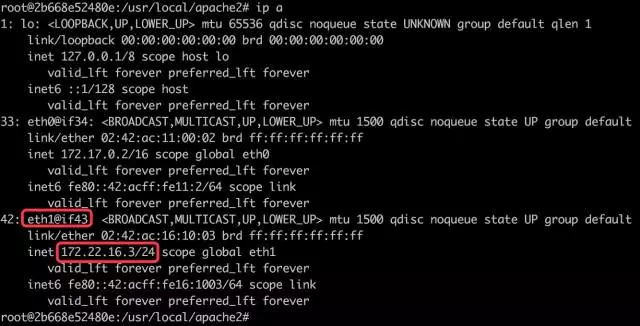 root@2b668e52480e:/usr/local/apache2# ip a
1: lo: <LOOPBACK,UP,LOWER_UP> mtu 65536 qdisc noqueue state UNKNOWN group default qlen 1
link/loopback 00:00:00:00:00:00 brd 00:00:00:00:00:00
inet 127.0.0.1/8 scope host lo
valid_lft forever preferred_lft forever
inet6 ::1/128 scope host
valid_lft forever preferred_lft forever
33: eth0@if34: <BROADCAST,MULTICAST,UP,LOWER_UP> mtu 1500 qdisc noqueue state UP group default
link/ether 02:42:ac:11:00:02 brd ff:ff:ff:ff:ff:ff
inet 172.17.0.2/16 scope global eth0
valid_lft forever preferred_lft forever
inet6 fe80::42:acff:fe11:2/64 scope link
valid_lft forever preferred_lft forever
42: eth1@if43: <BROADCAST,MULTICAST,UP,LOWER_UP> mtu 1500 qdisc noqueue state UP group default
link/ether 02:42:ac:16:10:03 brd ff:ff:ff:ff:ff:ff
inet 172.22.16.3/24 scope global eth1
valid_lft forever preferred_lft forever
inet6 fe80::42:acff:fe16:1003/64 scope link
valid_lft forever preferred_lft forever
root@2b668e52480e:/usr/local/apache2#